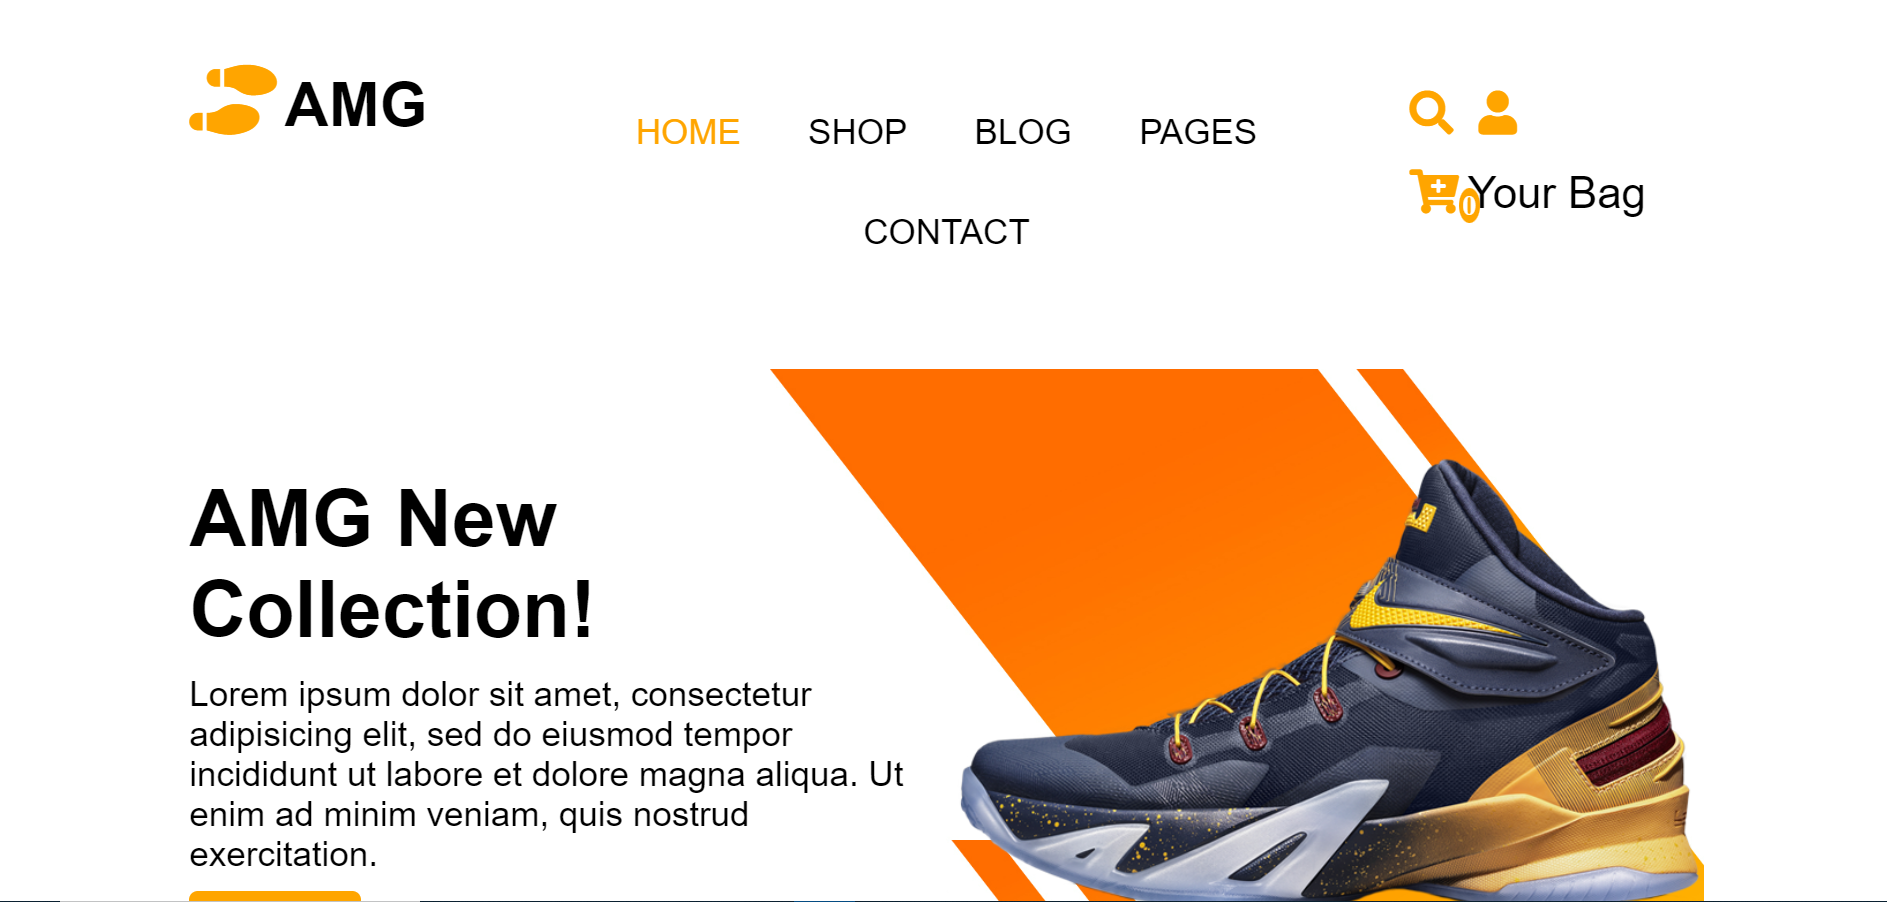 AMG
HOME SHOP BLOG PAGES
CONTACT
0 Your Bag
AMG New
Collection!
Lorem ipsum dolor sit amet, consectetur
adipisicing elit, sed do eiusmod tempor
incididunt ut labore et dolore magna aliqua. Ut
enim ad minim veniam, quis nostrud
exercitation.